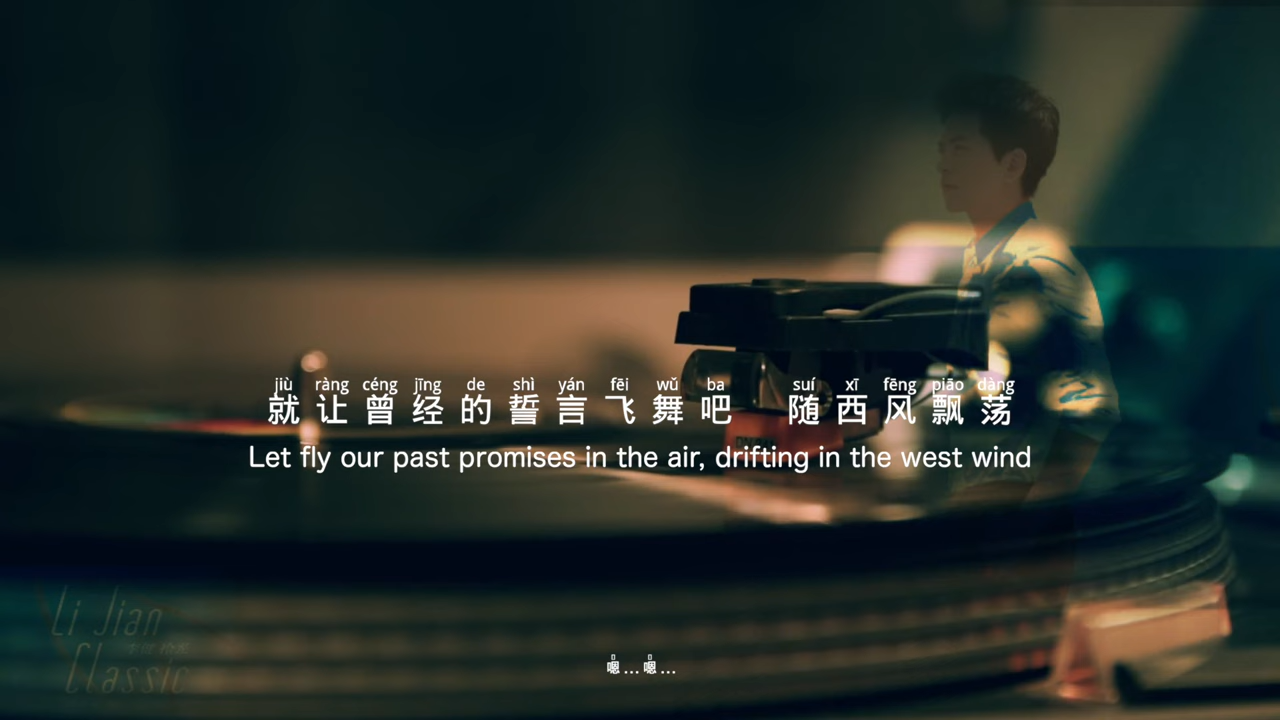 jiù ràng céng jīng de shì yán fēi wǔ ba suí xī fēng piāo dàng
就让曾经的誓言飞舞吧 随西风飘荡
Let fly our past promises in the air, drifting in the west wind
Li Jian
Classic
嗯...嗯...